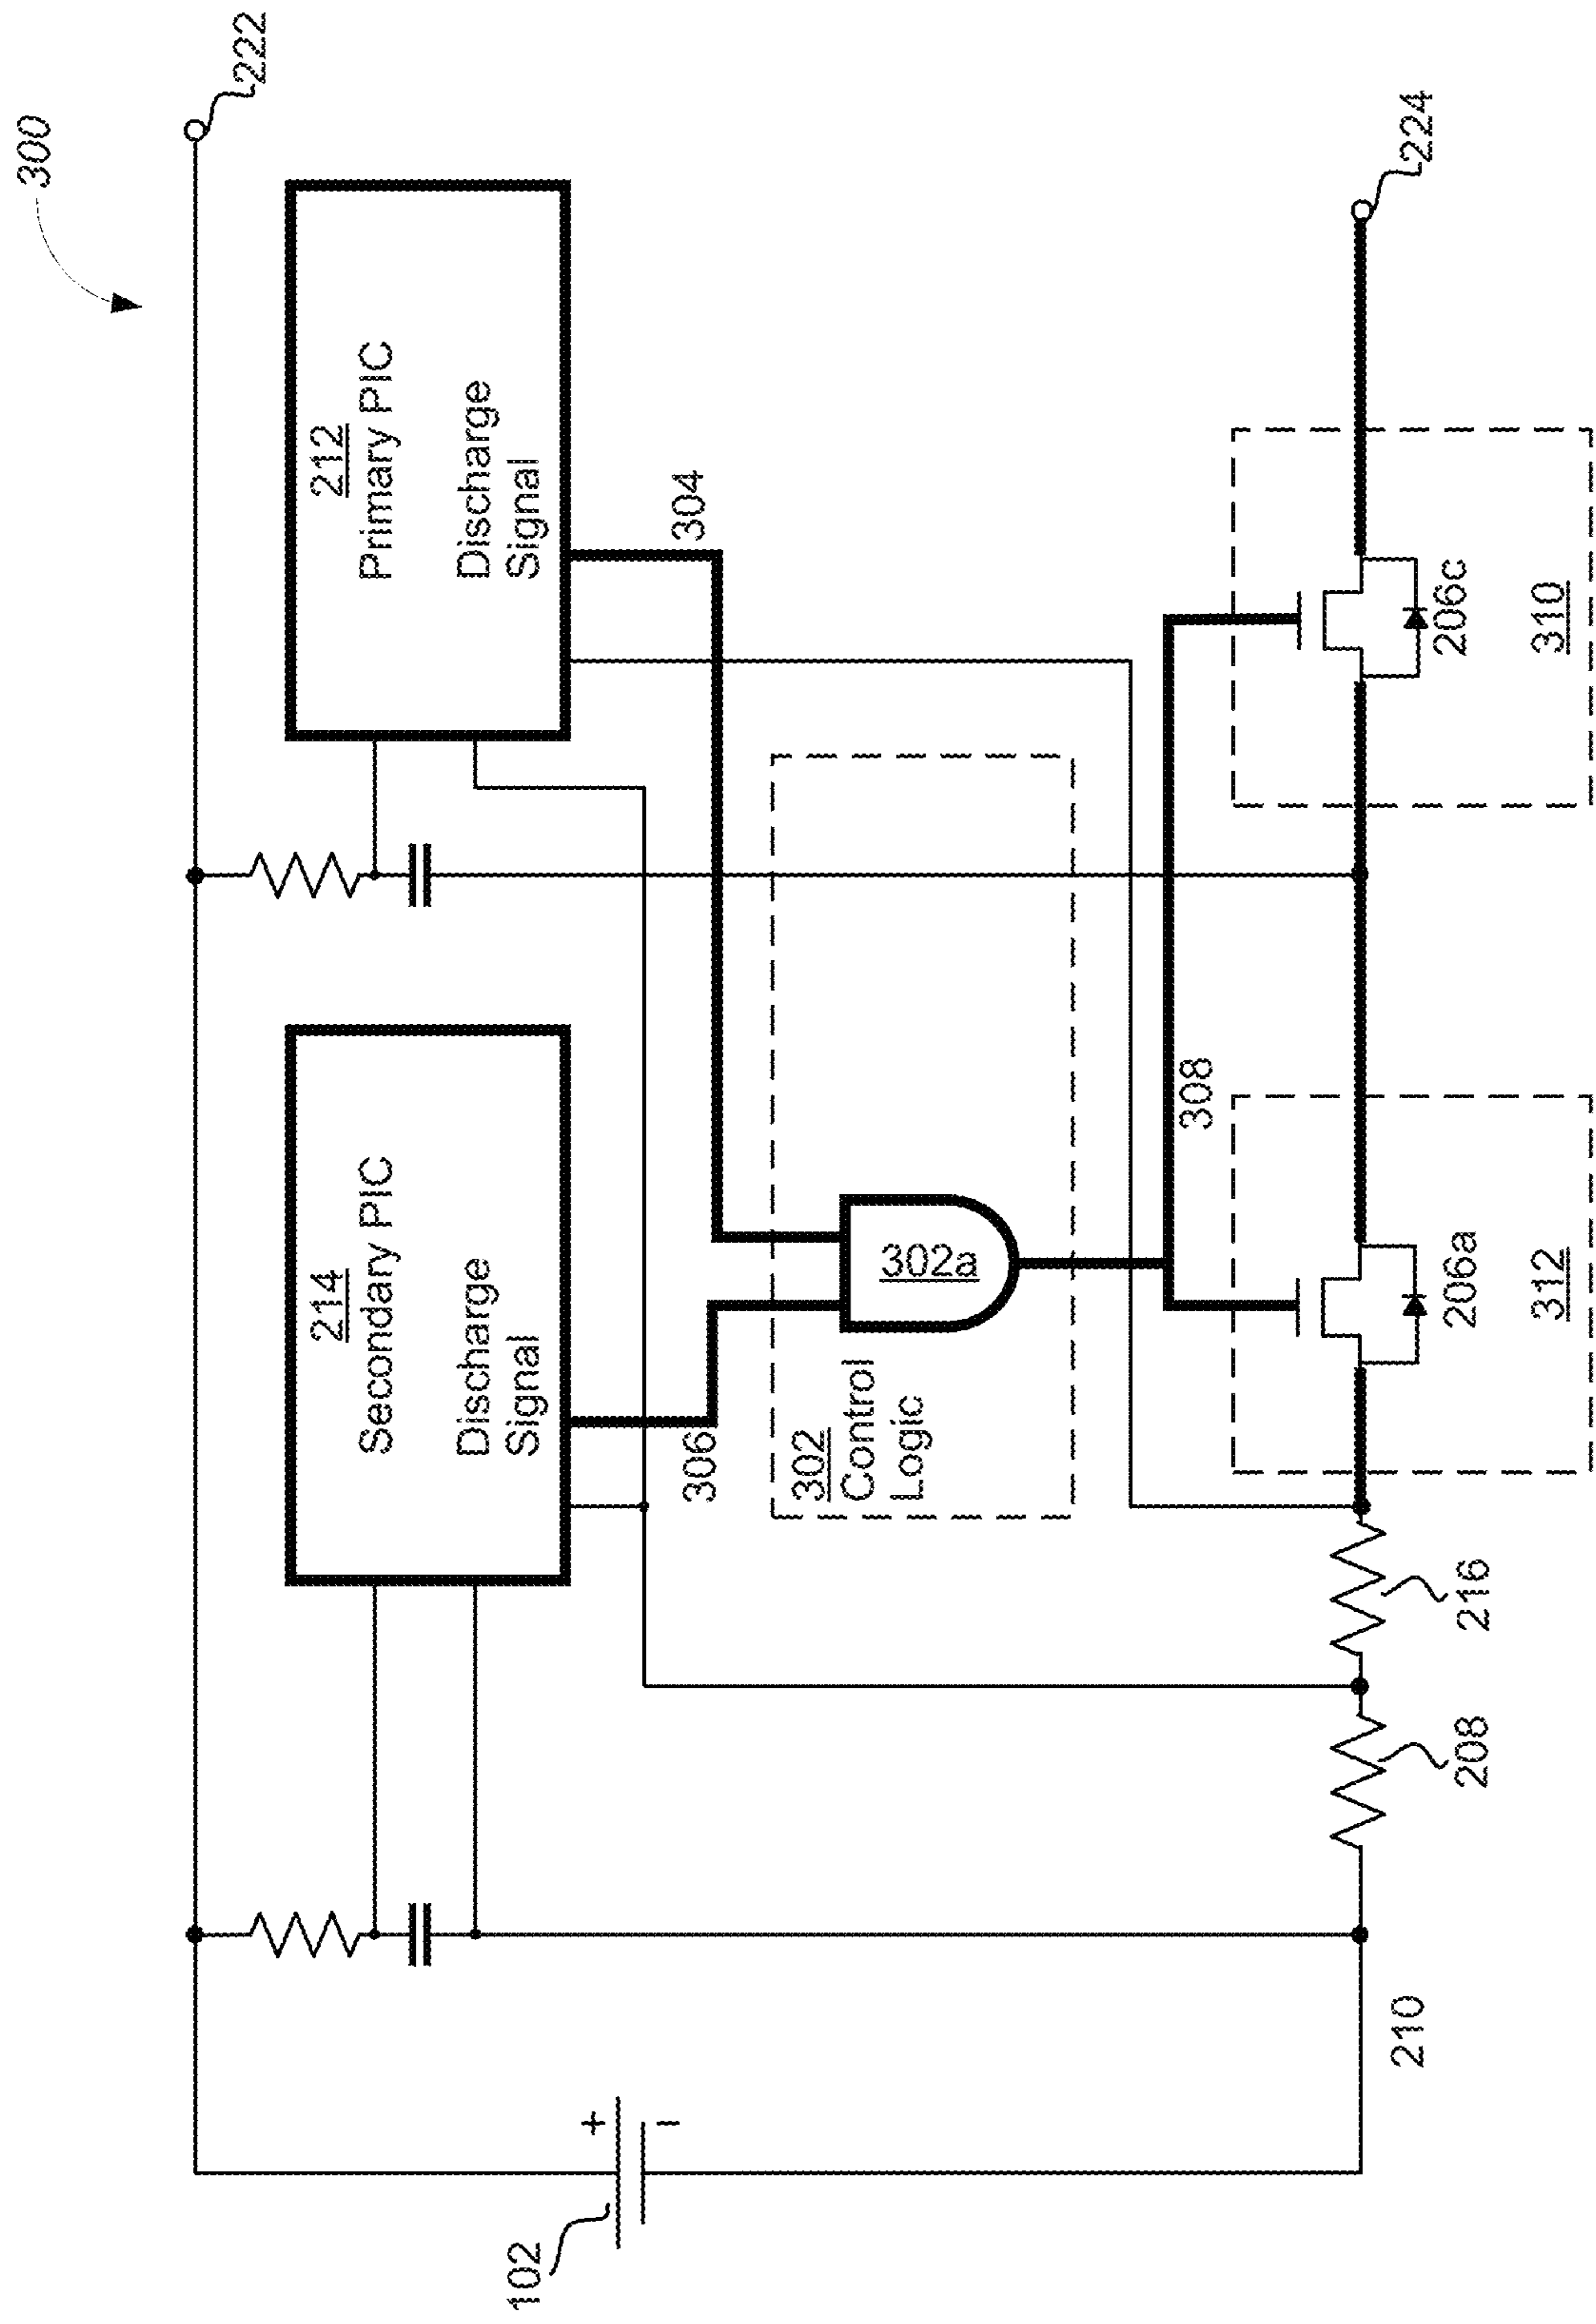 300
222
212
Primary PIC
Discharge
Signal
304
214
Secondary PIC
Discharge
Signal
306
302
Control
Logic
302a
308
224
206c
310
206a
312
216
208
210
102
+
−